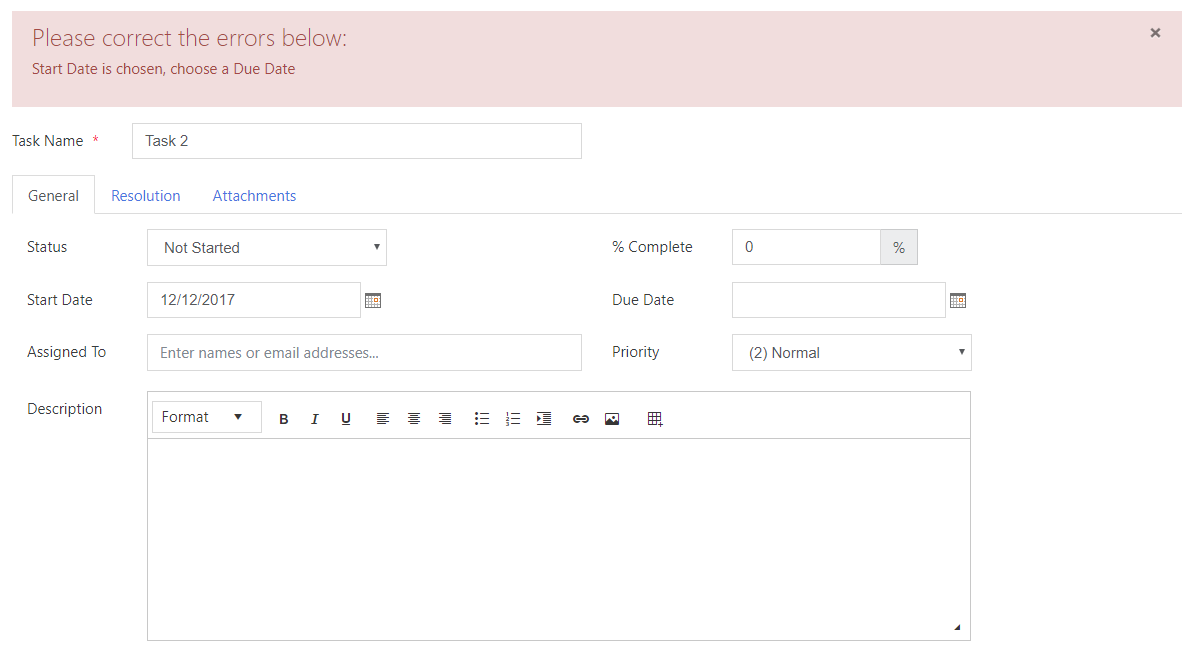 Please correct the errors below:
Start Date is chosen, choose a Due Date
Task Name * Task 2
General Resolution Attachments
Status Not Started % Complete 0 %
Start Date 12/12/2017 Due Date
Assigned To Enter names or email addresses... Priority (2) Normal
Description Format B I U